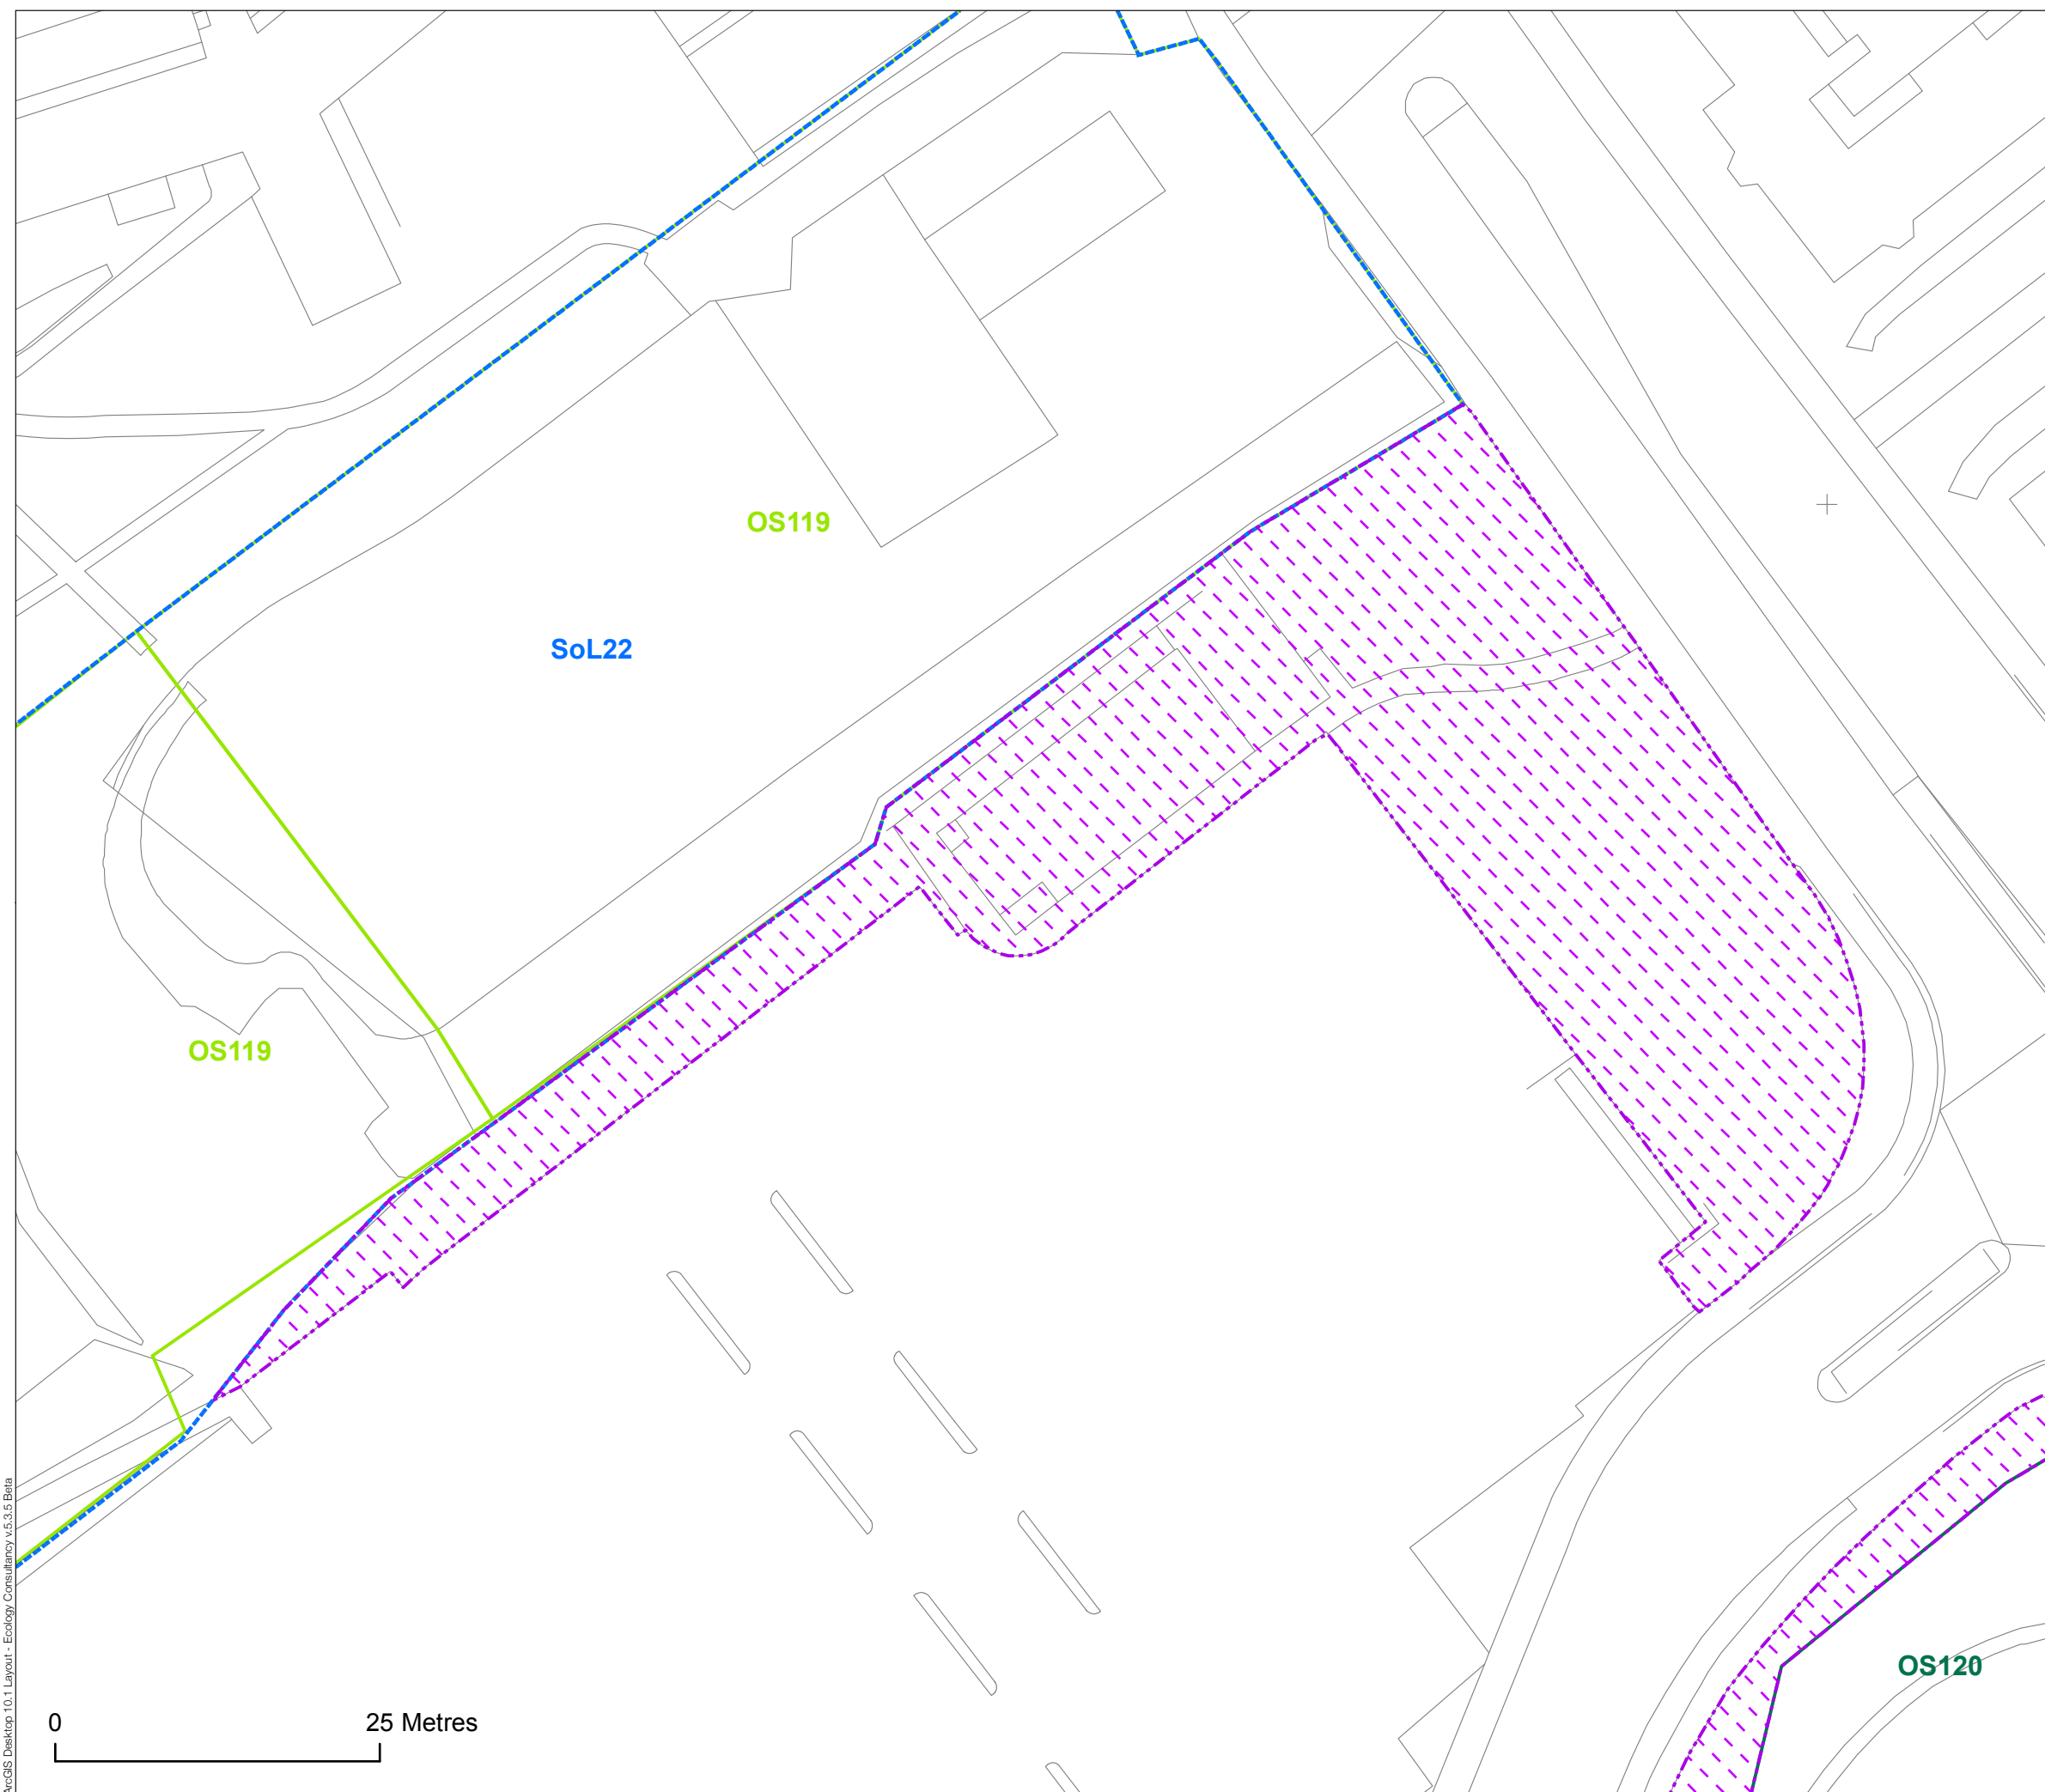 OS119
SoL22
OS119
OS120
0 25 Metres
ArcGIS Desktop 10.1 Layout - Ecology Consultancy v.5.3.5 Beta